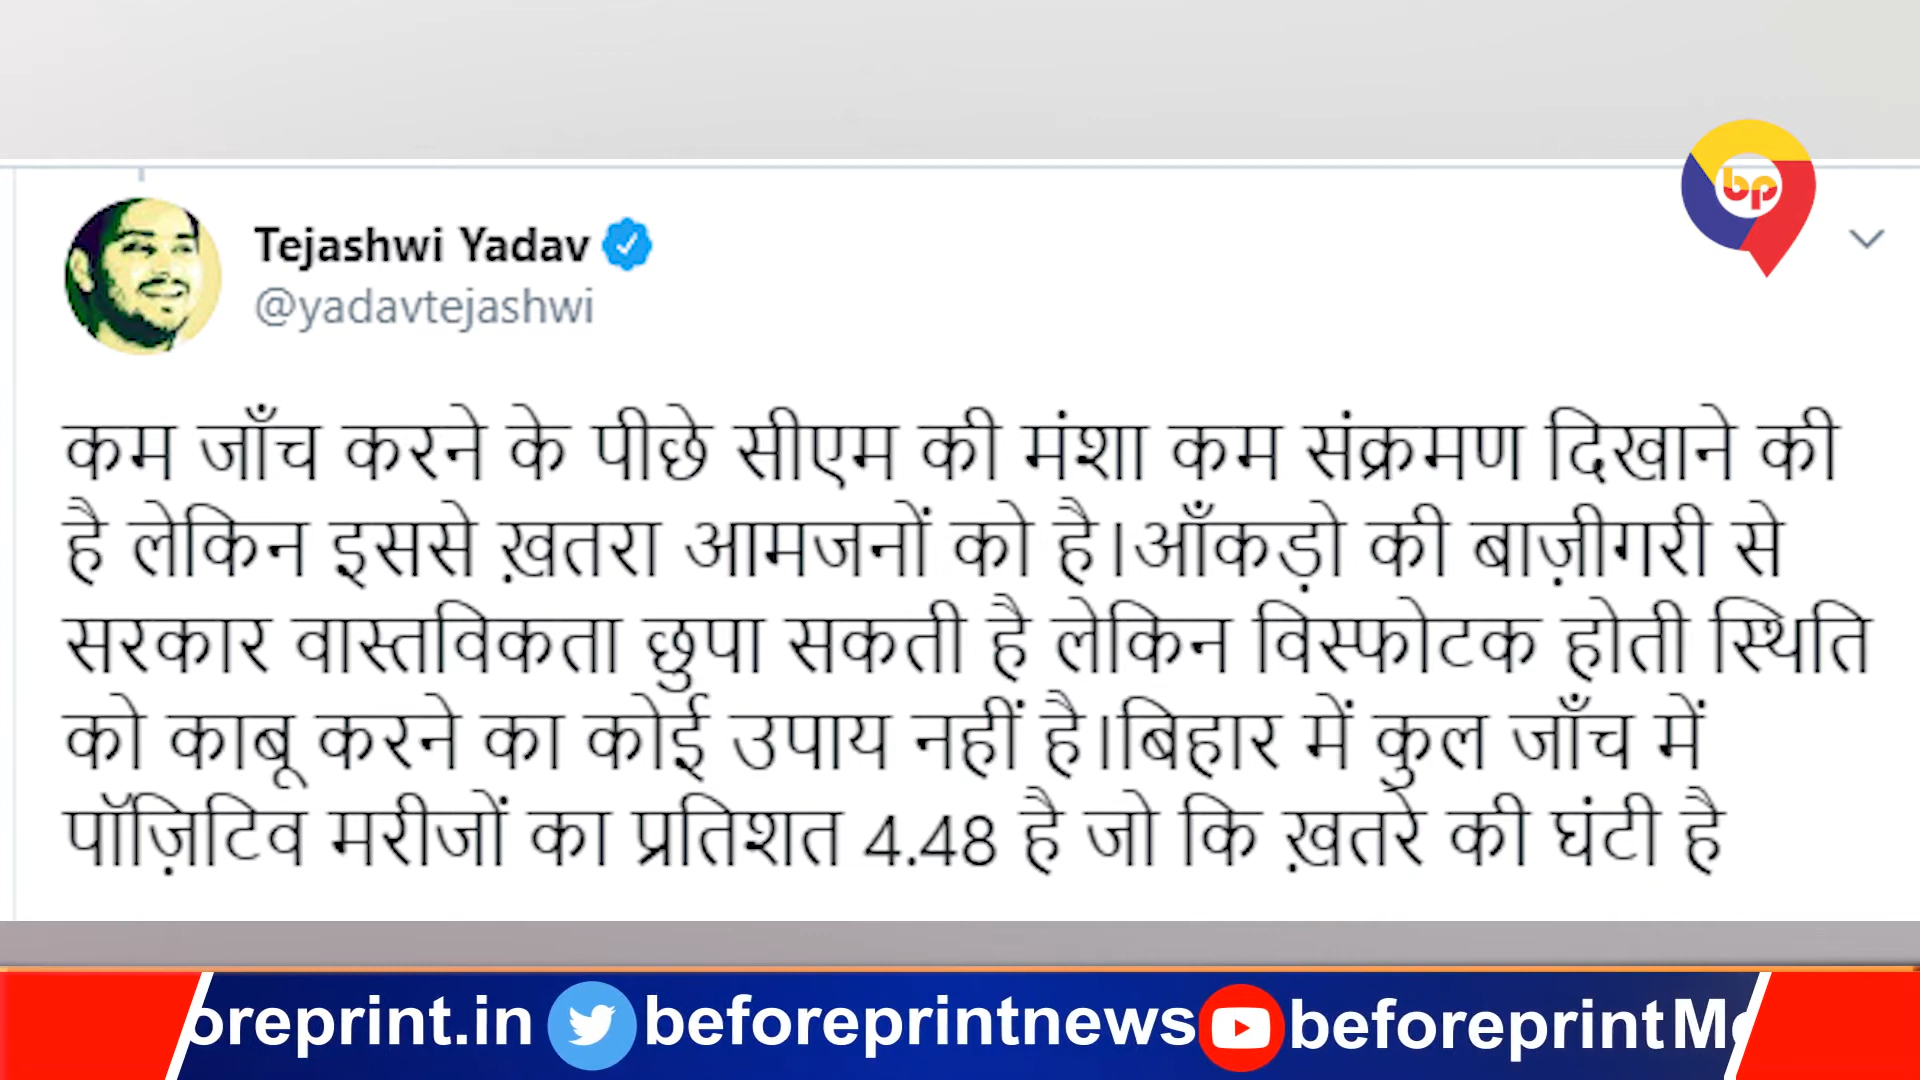 bp
Tejashwi Yadav
@yadavtejashwi
कम जाँच करने के पीछे सीएम की मंशा कम संक्रमण दिखाने की
है लेकिन इससे ख़तरा आमजनों को है।आँकड़ो की बाज़ीगरी से
सरकार वास्तविकता छुपा सकती है लेकिन विस्फोटक होती स्थिति
को काबू करने का कोई उपाय नहीं है।बिहार में कुल जाँच में
पॉज़िटिव मरीजों का प्रतिशत 4.48 है जो कि ख़तरे की घंटी है
oreprint.in beforeprintnews beforeprint